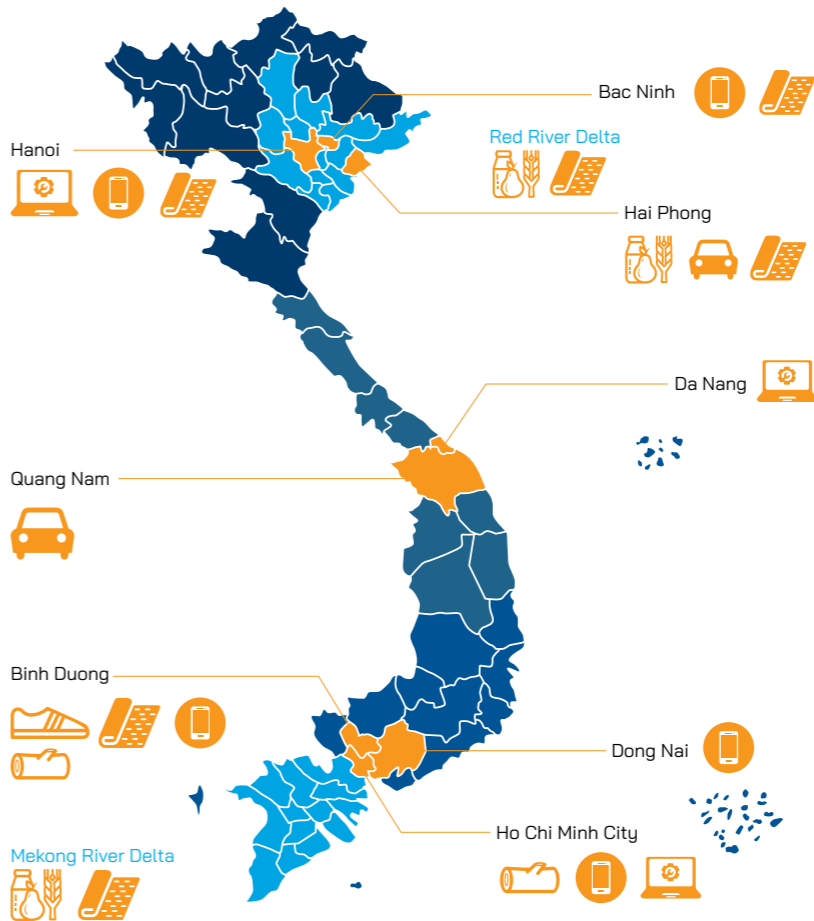 Bac Ninh
Red River Delta
Hanoi
Hai Phong
Da Nang
Quang Nam
Binh Duong
Dong Nai
Ho Chi Minh City
Mekong River Delta